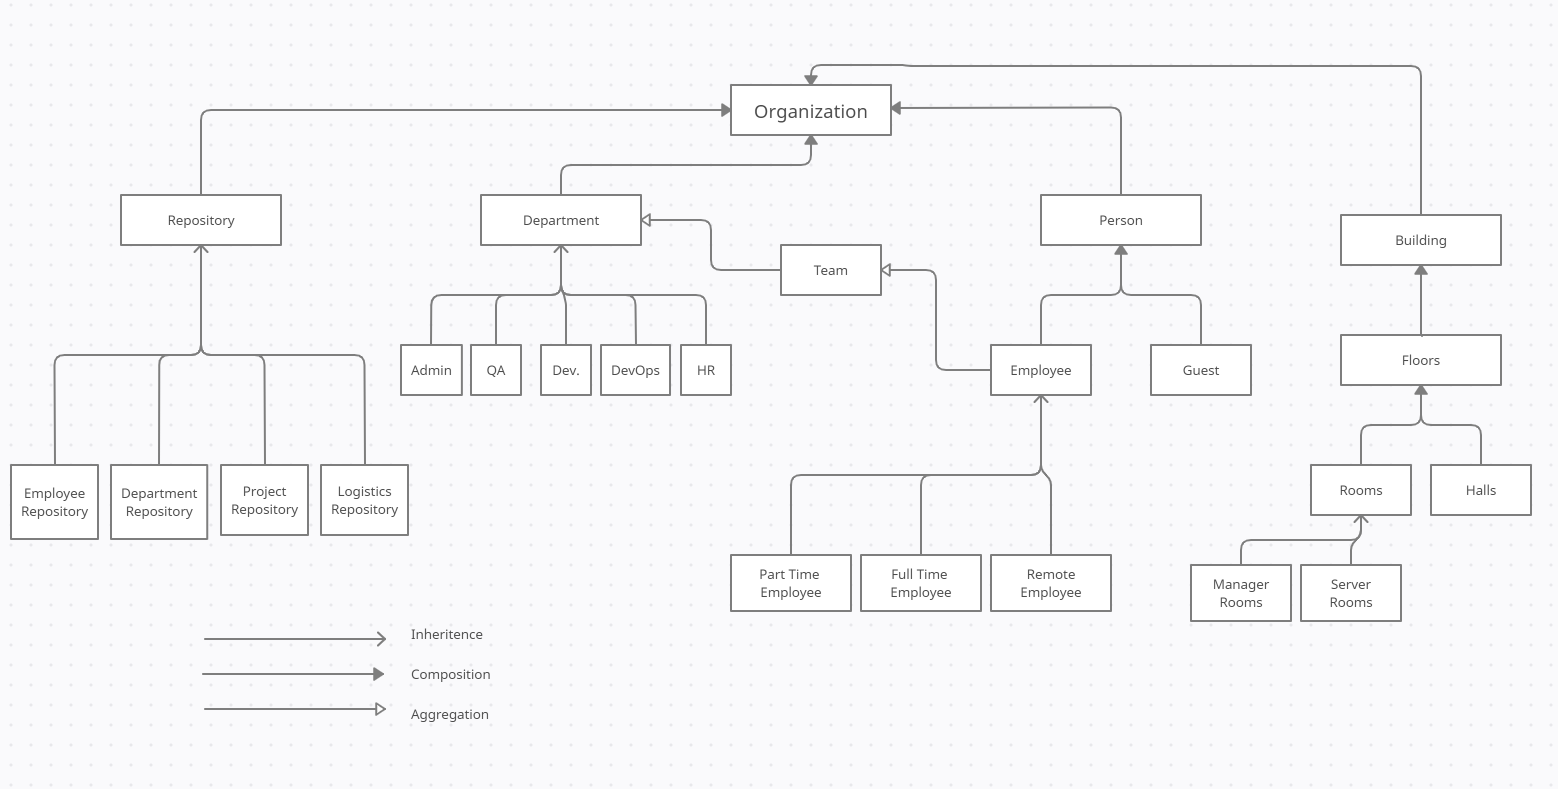 Organization
Repository
Department
Person
Building
Team
Admin
QA
Dev.
DevOps
HR
Employee
Guest
Floors
Employee
Repository
Department
Repository
Project
Repository
Logistics
Repository
Rooms
Halls
Part Time
Employee
Full Time
Employee
Remote
Employee
Manager
Rooms
Server
Rooms
Inheritence
Composition
Aggregation